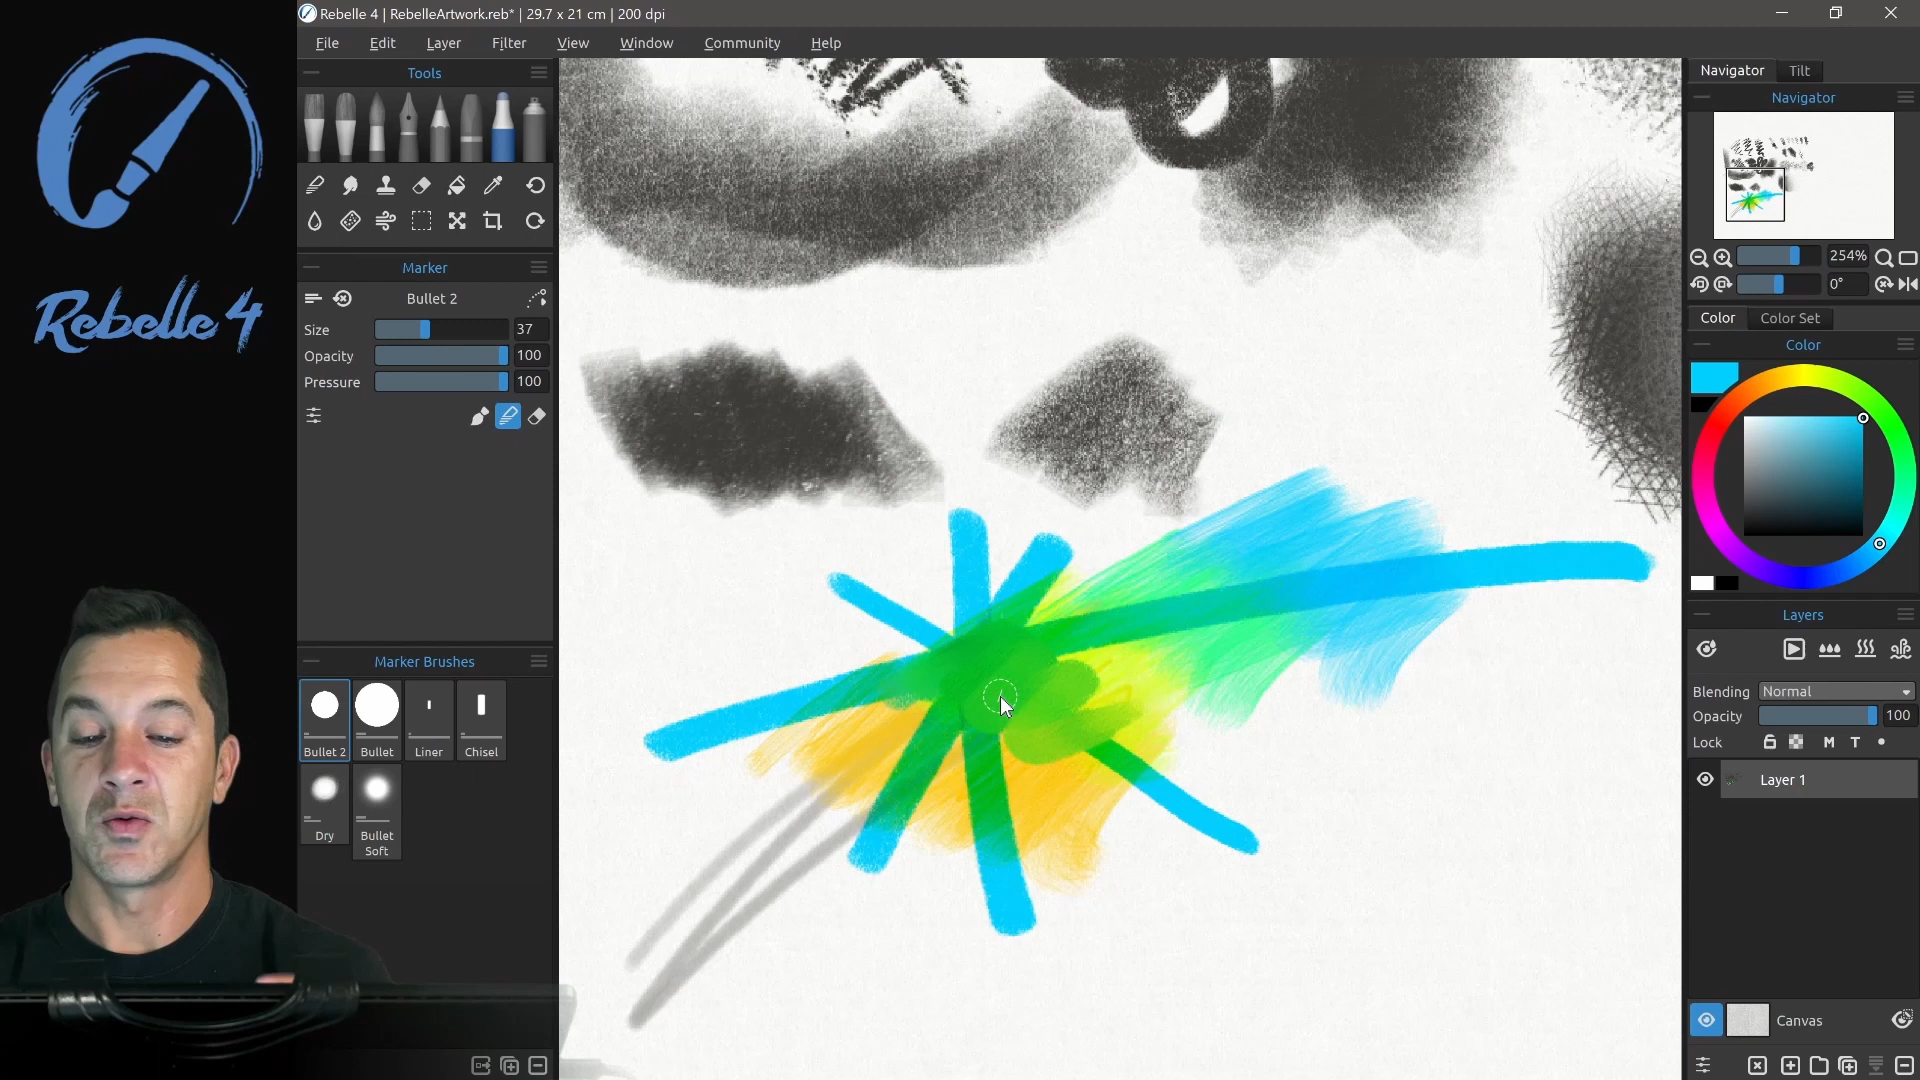 Rebelle 4 | RebelleArtwork.reb* | 29.7 x 21 cm | 200 dpi
File Edit Layer Filter View Window Community Help
Rebelle 4
Tools
Marker
Bullet 2
Size 37
Opacity 100
Pressure 100
Marker Brushes
Bullet 2 Bullet Liner Chisel
Dry Bullet
Soft
Navigator Tilt
Navigator
254%
0°
Color Color Set
Color
Layers
Blending Normal
Opacity 100
Lock M T
Layer 1
Canvas